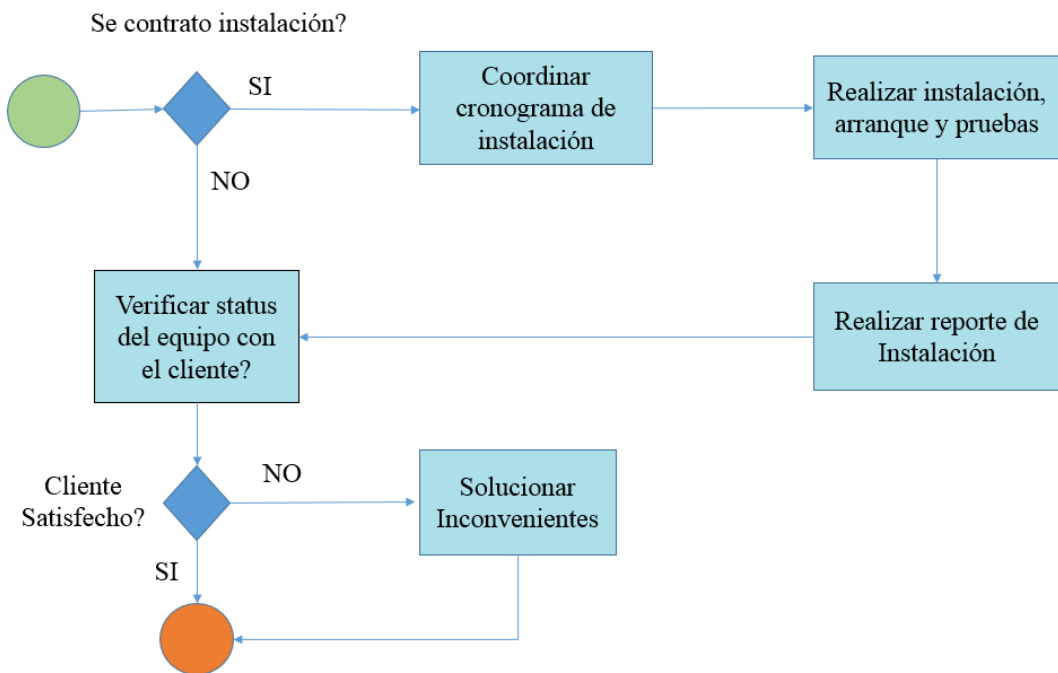 Se contrato instalación?
SI
Coordinar
cronograma de
instalación
Realizar instalación,
arranque y pruebas
NO
Verificar status
del equipo con
el cliente?
Realizar reporte de
Instalación
Cliente
Satisfecho?
NO
Solucionar
Inconvenientes
SI